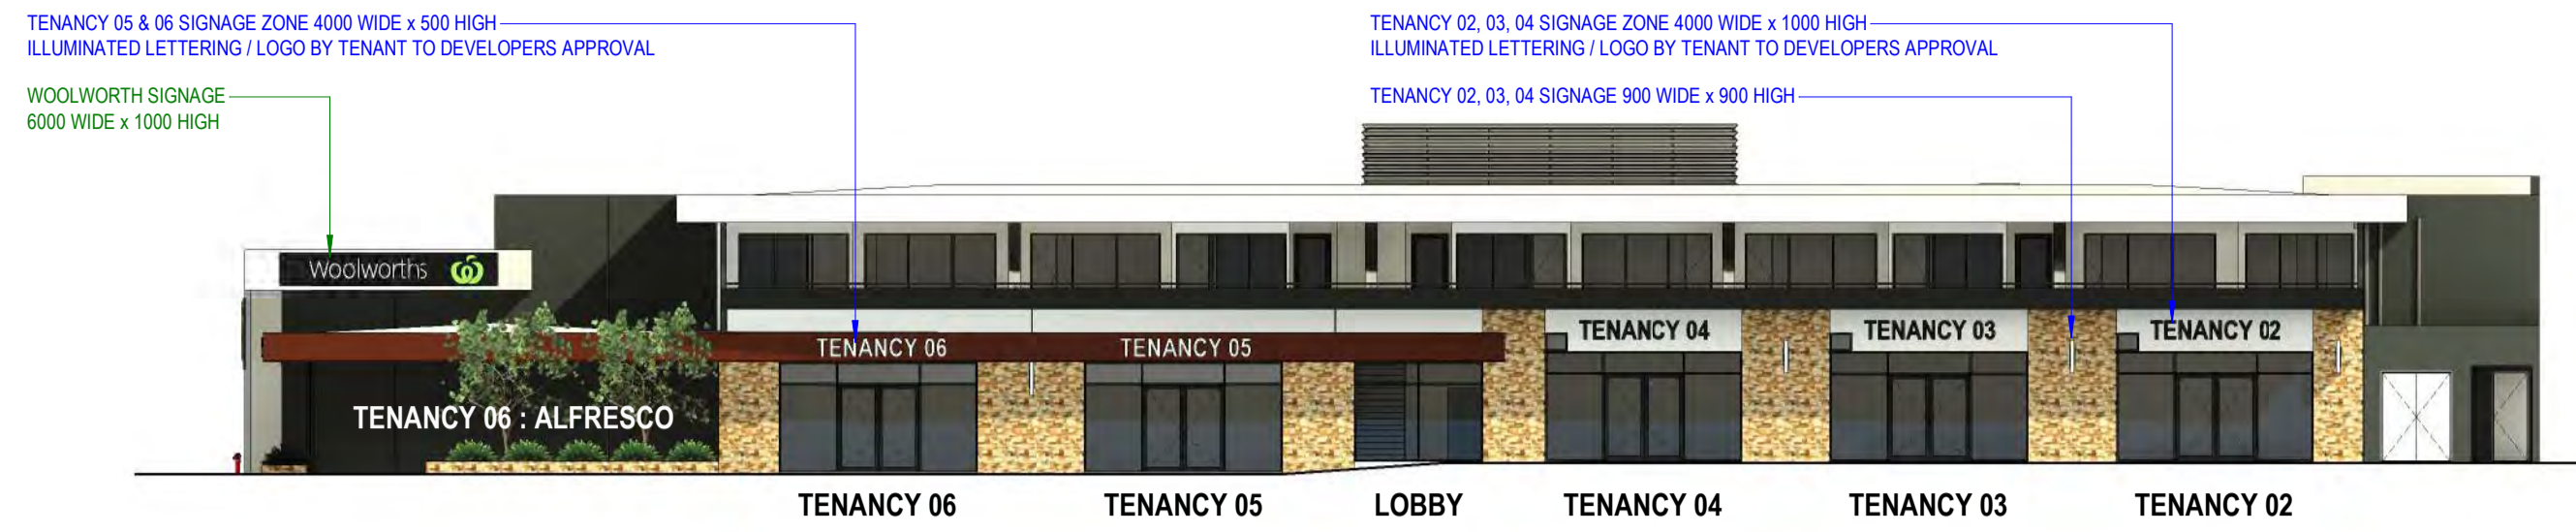 TENANCY 05 & 06 SIGNAGE ZONE 4000 WIDE x 500 HIGH
ILLUMINATED LETTERING / LOGO BY TENANT TO DEVELOPERS APPROVAL
WOOLWORTH SIGNAGE
6000 WIDE x 1000 HIGH
TENANCY 02, 03, 04 SIGNAGE ZONE 4000 WIDE x 1000 HIGH
ILLUMINATED LETTERING / LOGO BY TENANT TO DEVELOPERS APPROVAL
TENANCY 02, 03, 04 SIGNAGE 900 WIDE x 900 HIGH
Woolworths
TENANCY 06
TENANCY 05
TENANCY 04
TENANCY 03
TENANCY 02
TENANCY 06 : ALFRESCO
TENANCY 06
TENANCY 05
LOBBY
TENANCY 04
TENANCY 03
TENANCY 02